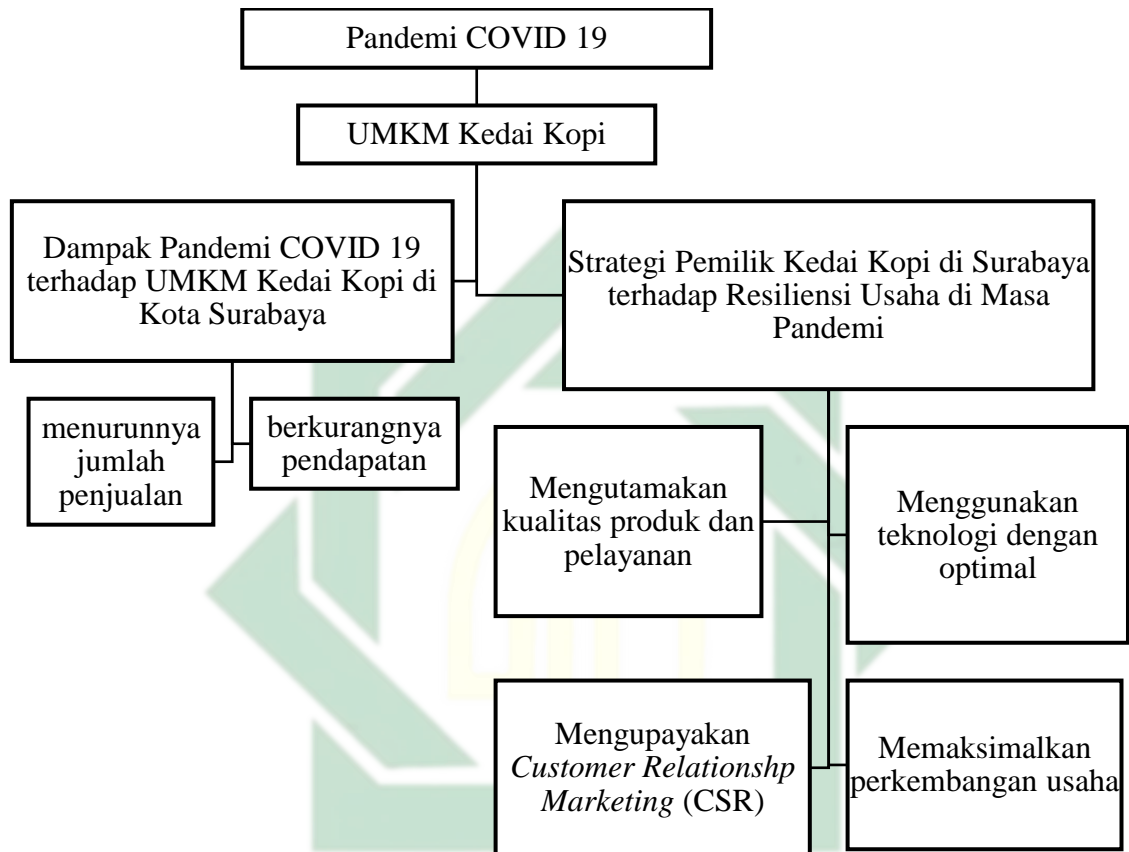 Pandemi COVID 19
UMKM Kedai Kopi
Dampak Pandemi COVID 19
terhadap UMKM Kedai Kopi di
Kota Surabaya
Strategi Pemilik Kedai Kopi di Surabaya
terhadap Resiliensi Usaha di Masa
Pandemi
menurunnya
jumlah
penjualan
berkurangnya
pendapatan
Mengutamakan
kualitas produk dan
pelayanan
Menggunakan
teknologi dengan
optimal
Mengupayakan
Customer Relationshp
Marketing (CSR)
Memaksimalkan
perkembangan usaha